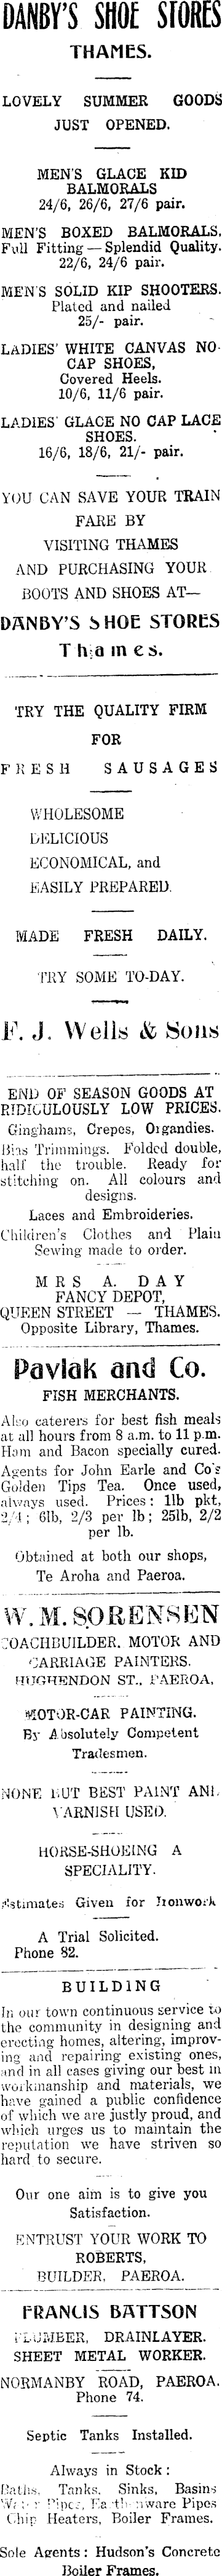 DANBY'S SHOE STORES
THAMES.
LOVELY SUMMER GOODS
JUST OPENED.
MEN'S GLACE KID
BALMORALS
24/6, 26/6, 27/6 pair.
MEN'S BOXED BALMORALS.
Full Fitting — Splendid Quality.
22/6, 24/6 pair.
MEN'S SOLID KIP SHOOTERS.
Plated and nailed
25/- pair.
LADIES' WHITE CANVAS NO-
CAP SHOES,
Covered Heels.
10/6, 11/6 pair.
LADIES' GLACE NO CAP LACE
SHOES.
16/6, 18/6, 21/- pair.
YOU CAN SAVE YOUR TRAIN
FARE BY
VISITING THAMES
AND PURCHASING YOUR
BOOTS AND SHOES AT—
DANBY'S SHOE STORES
Thames.
TRY THE QUALITY FIRM
FOR
FRESH SAUSAGES
WHOLESOME
DELICIOUS
ECONOMICAL, and
EASILY PREPARED.
MADE FRESH DAILY.
TRY SOME TO-DAY.
F. J. Wells & Sons
END OF SEASON GOODS AT
RIDICULOUSLY LOW PRICES.
Ginghams, Crepes, Organdies.
Bias Trimmings. Folded double,
half the trouble. Ready for
stitching on. All colours and
designs.
Laces and Embroideries.
Children's Clothes and Plain
Sewing made to order.
MRS A. DAY
FANCY DEPOT,
QUEEN STREET — THAMES.
Opposite Library, Thames.
Pavlak and Co.
FISH MERCHANTS.
Also caterers for best fish meals
at all hours from 8 a.m. to 11 p.m.
Ham and Bacon specially cured.
Agents for John Earle and Co's
Golden Tips Tea. Once used,
always used. Prices: 1lb pkt,
2/4; 6lb, 2/3 per lb; 25lb, 2/2
per lb.
Obtained at both our shops,
Te Aroha and Paeroa.
W. M. SORENSEN
COACHBUILDER. MOTOR AND
CARRIAGE PAINTERS.
HUGHENDON ST., PAEROA,
MOTOR-CAR PAINTING.
By Absolutely Competent
Tradesmen.
NONE BUT BEST PAINT AND
VARNISH USED.
HORSE-SHOEING A
SPECIALITY.
Estimates Given for Ironwork
A Trial Solicited.
Phone 82.
BUILDING
In our town continuous service to
the community in designing and
erecting homes, altering, improv-
ing and repairing existing ones,
and in all cases giving our best in
workmanship and materials, we
have gained a public confidence
of which we are justly proud, and
which urges us to maintain the
reputation we have striven so
hard to secure.
Our one aim is to give you
Satisfaction.
ENTRUST YOUR WORK TO
ROBERTS,
BUILDER, PAEROA.
FRANCIS BATTSON
PLUMBER, DRAINLAYER.
SHEET METAL WORKER.
NORMANBY ROAD, PAEROA.
Phone 74.
Septic Tanks Installed.
Always in Stock:
Baths, Tanks, Sinks, Basins
Water Pipes, Earthenware Pipes
Chip Heaters, Boiler Frames.
Sole Agents: Hudson's Concrete
Boiler Frames.